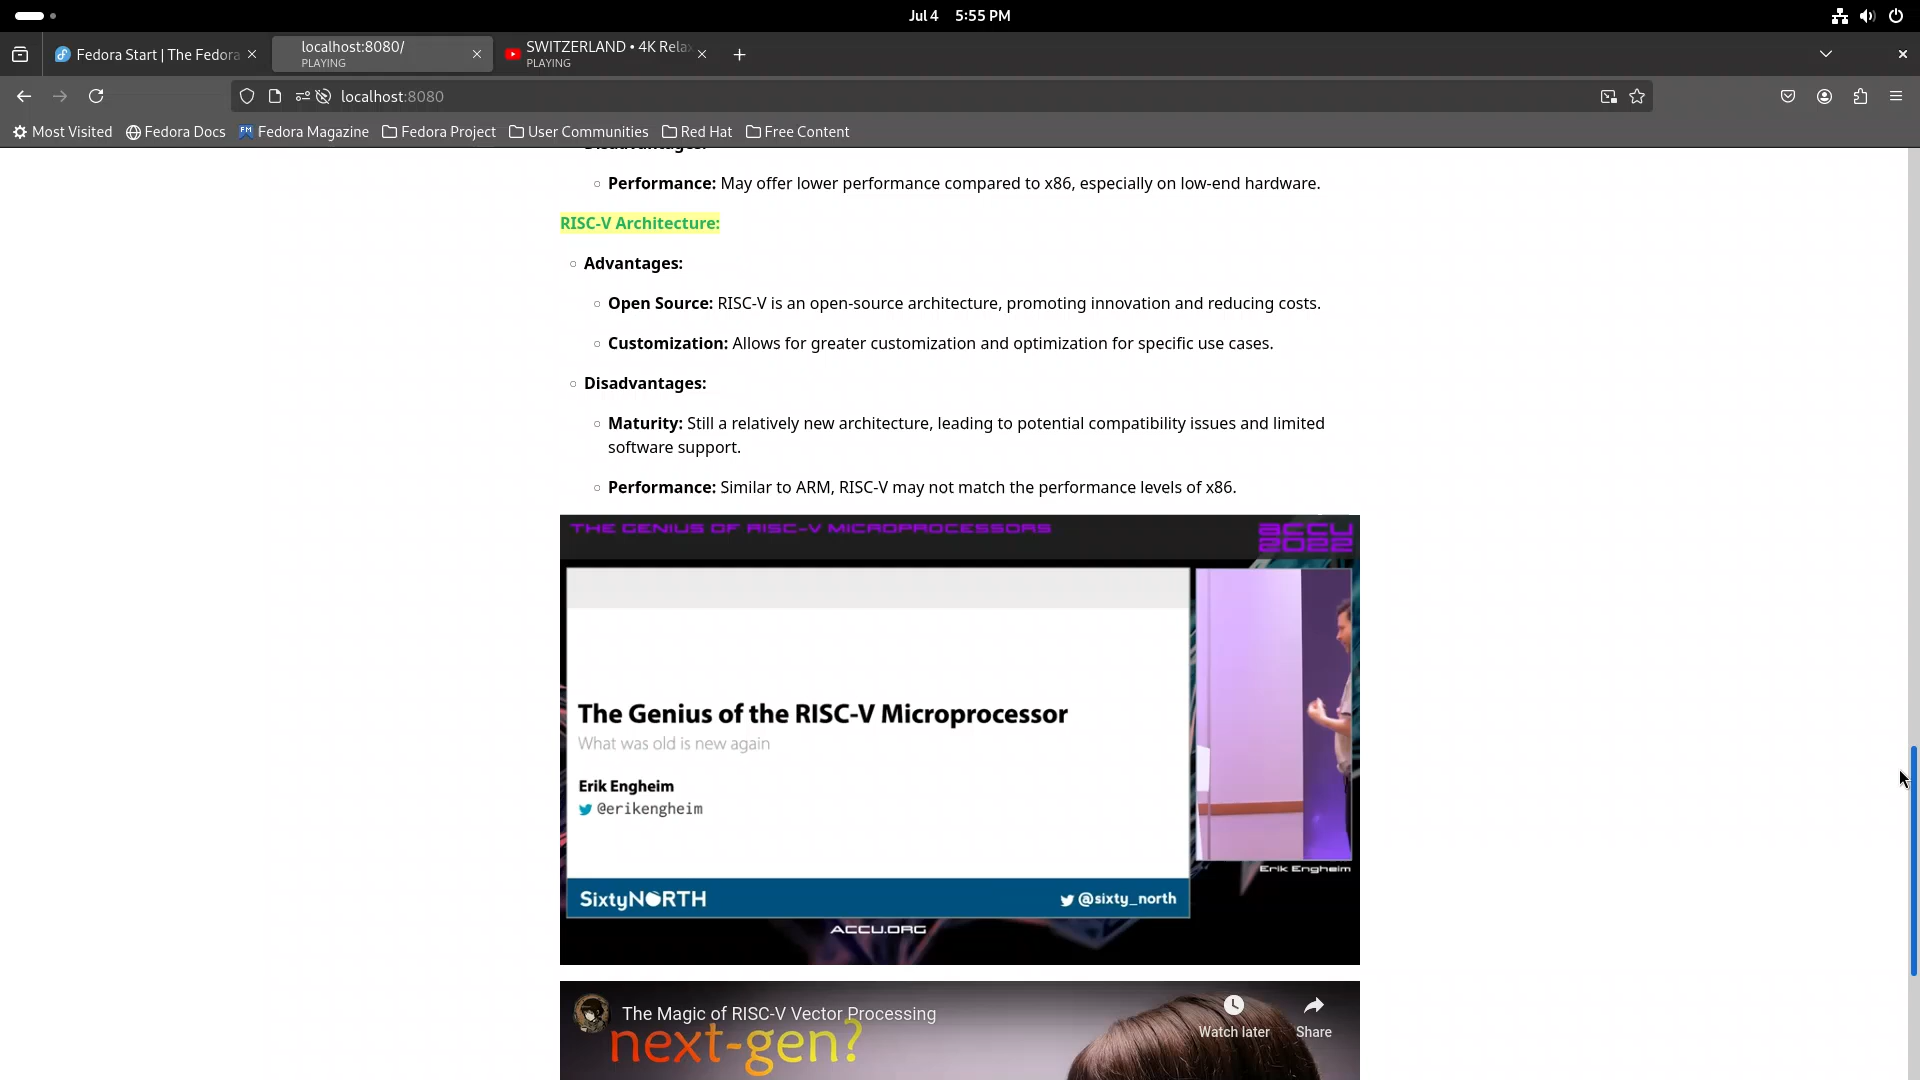 Jul 4 5:55 PM
Fedora Start | The Fedora
localhost:8080/
PLAYING
SWITZERLAND • 4K Rela
PLAYING
localhost:8080
Most Visited
Fedora Docs
FM
Fedora Magazine
Fedora Project
User Communities
Red Hat
Free Content
Disadvantages:
Performance: May offer lower performance compared to x86, especially on low-end hardware.
RISC-V Architecture:
Advantages:
Open Source: RISC-V is an open-source architecture, promoting innovation and reducing costs.
Customization: Allows for greater customization and optimization for specific use cases.
Disadvantages:
Maturity: Still a relatively new architecture, leading to potential compatibility issues and limited
software support.
Performance: Similar to ARM, RISC-V may not match the performance levels of x86.
THE GENIUS OF RISC-V MICROPROCESSORS
accu
2022
The Genius of the RISC-V Microprocessor
What was old is new again
Erik Engheim
@erikengheim
SixtyNORTH
@sixty_north
Erik Engheim
ACCU.ORG
The Magic of RISC-V Vector Processing
next-gen?
Watch later
Share